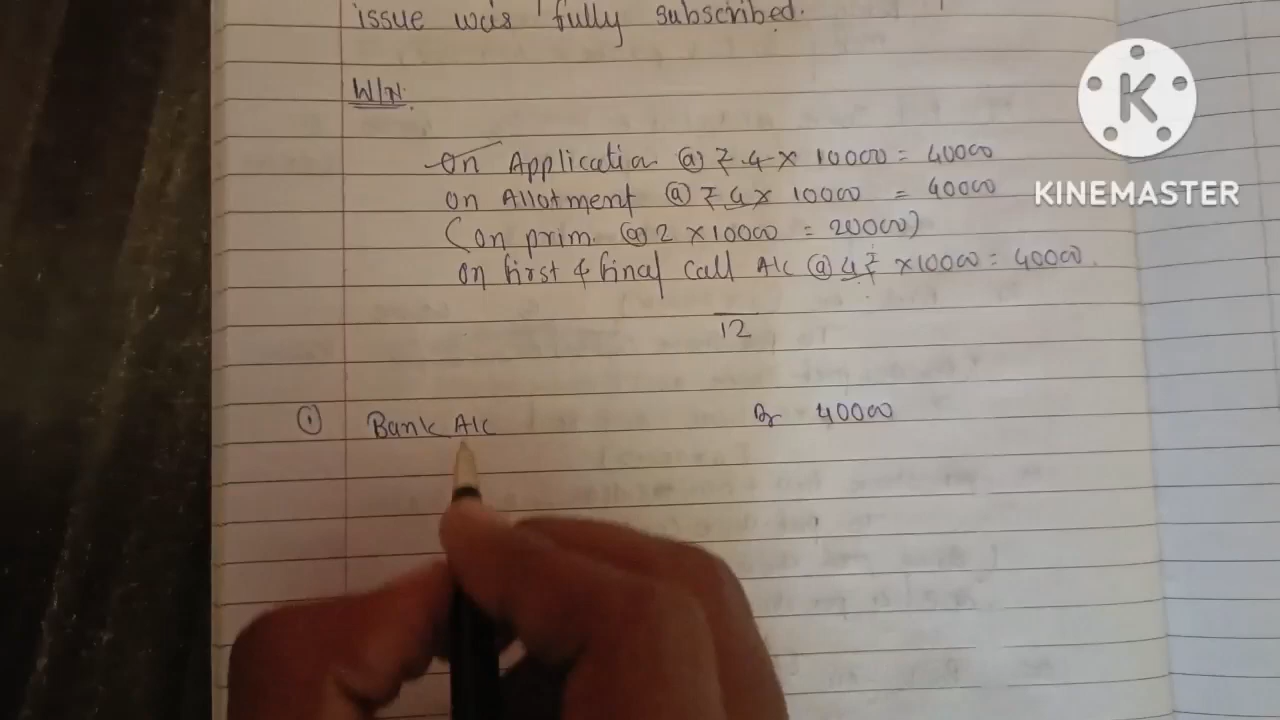 issue was fully subscribed.
K
KINEMASTER
W/N.
On Application @ ₹ 4 × 10000 = 40000
on Allotment @ ₹ 4 × 10000 = 40000
(on prim. @ 2 × 10000 = 20000)
on first & final call A/c @ 4 ₹ × 10000 = 40000
12
① Bank A/c Dr 40000